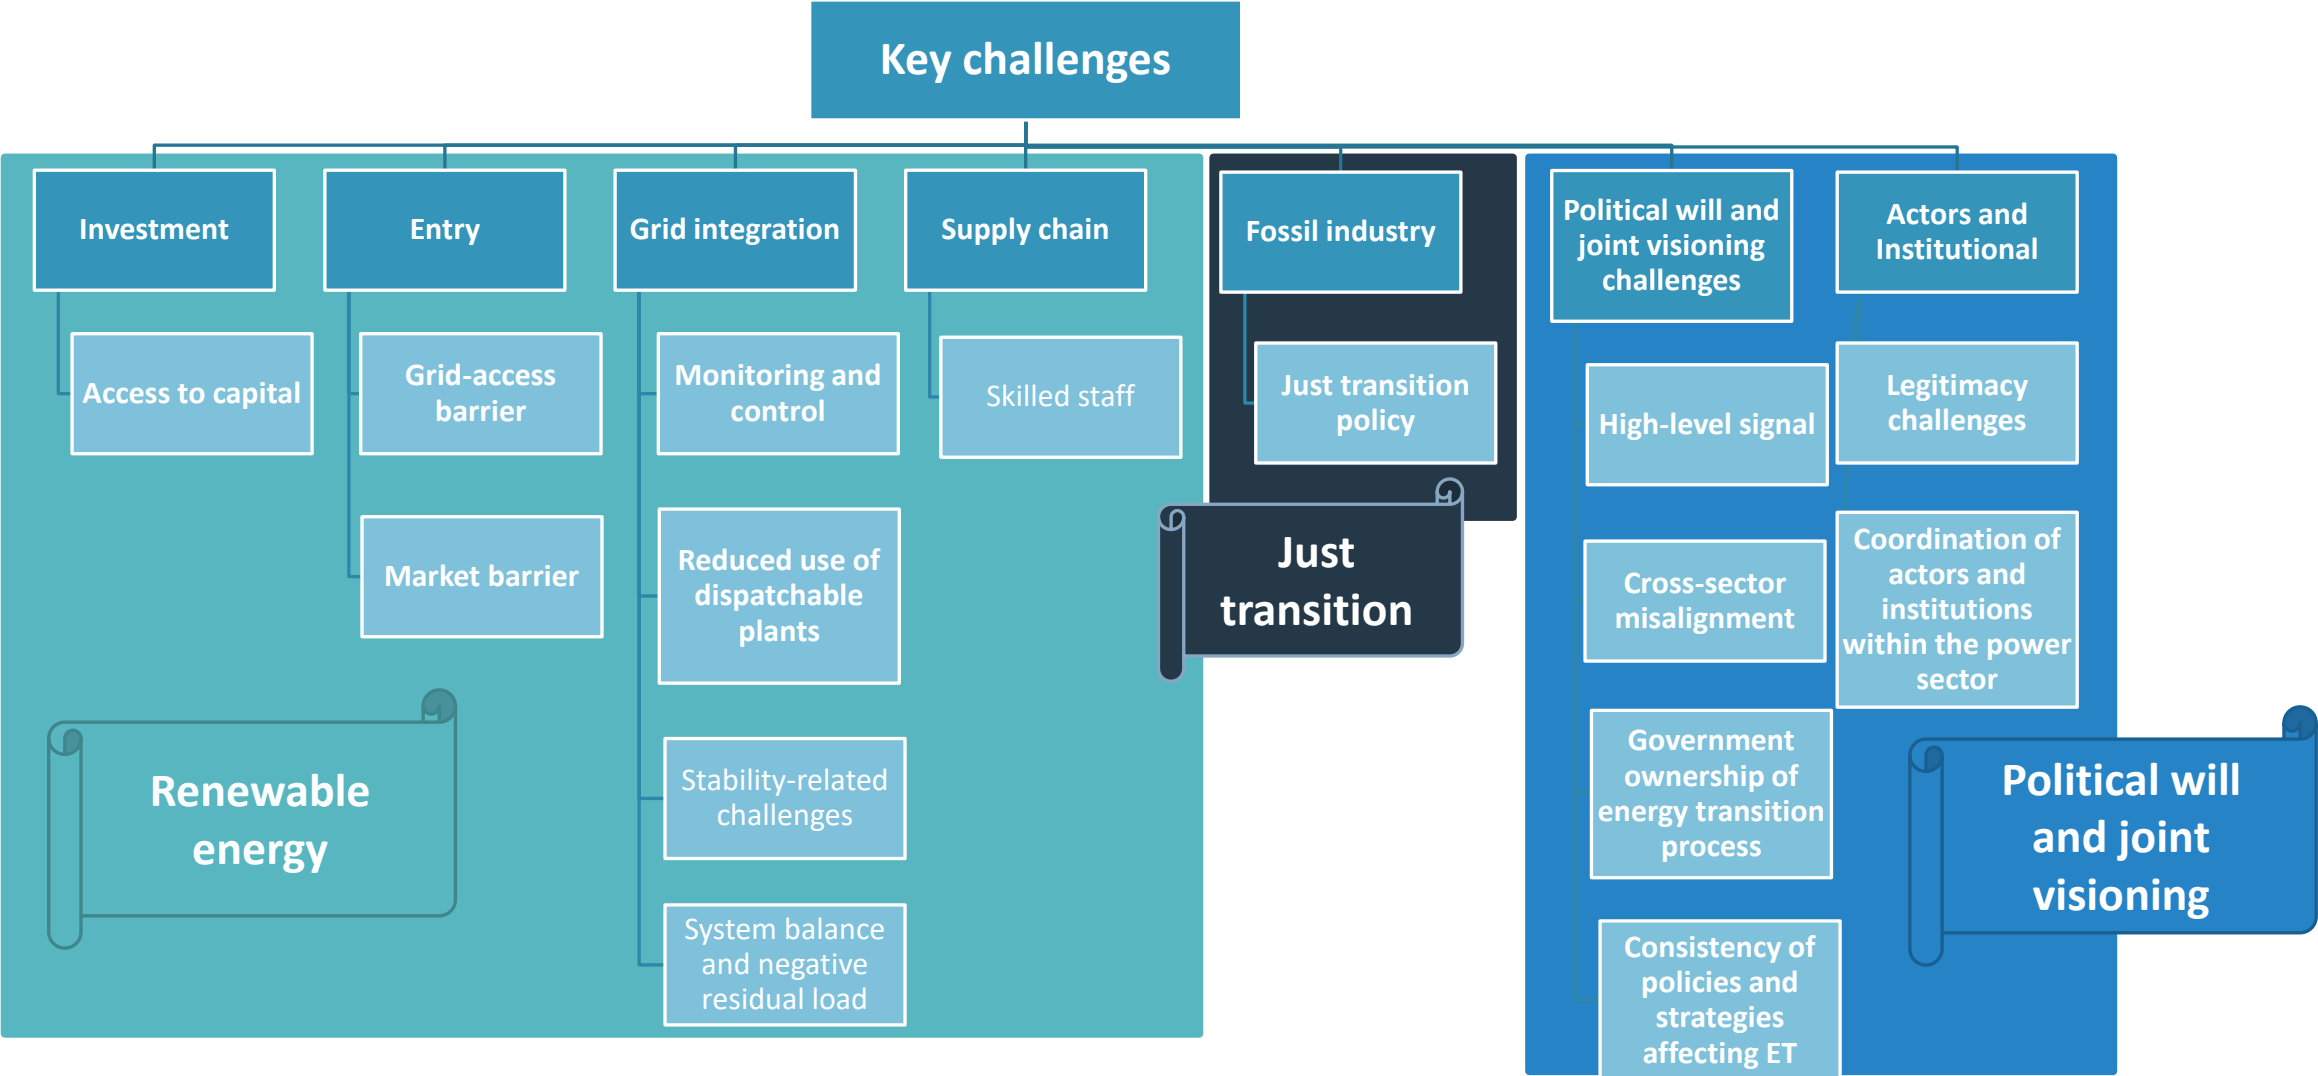 Key challenges
Investment
Access to capital
Entry
Grid-access
barrier
Market barrier
Grid integration
Monitoring and
control
Reduced use of
dispatchable
plants
Stability-related
challenges
System balance
and negative
residual load
Supply chain
Skilled staff
Renewable
energy
Fossil industry
Just transition
policy
Just
transition
Political will and
joint visioning
challenges
High-level signal
Cross-sector
misalignment
Government
ownership of
energy transition
process
Consistency of
policies and
strategies
affecting ET
Actors and
Institutional
Legitimacy
challenges
Coordination of
actors and
institutions
within the power
sector
Political will
and joint
visioning